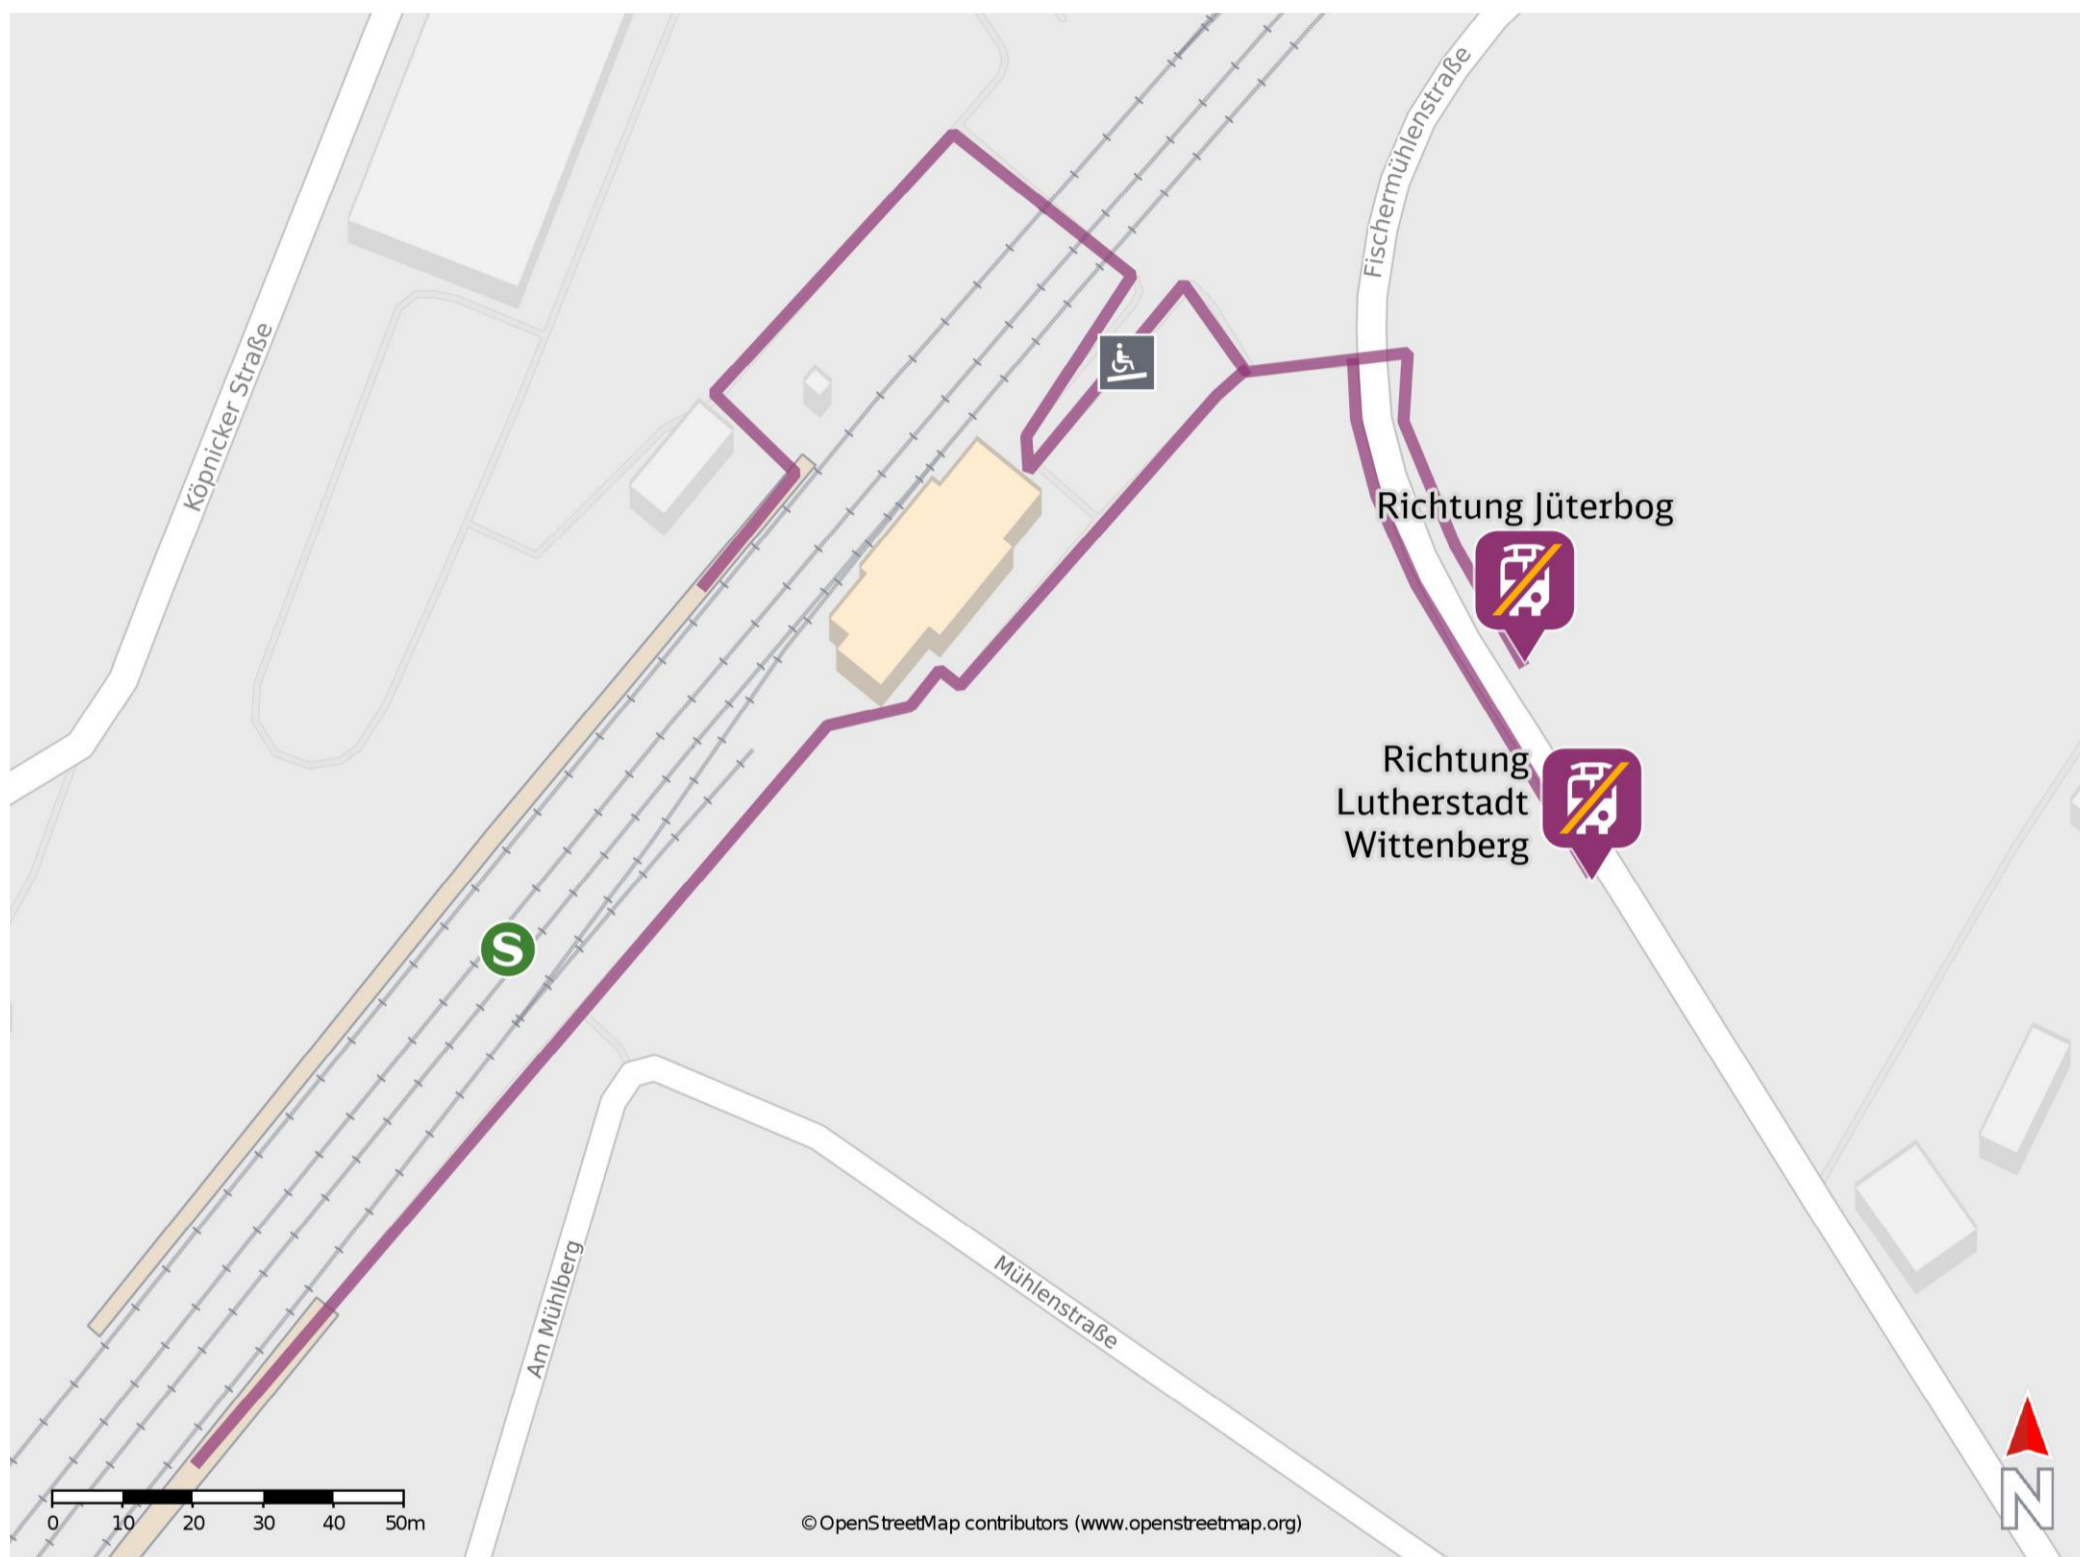 Fischermühlenstraße
Köpnicker Straße
Richtung Jüterbog
Richtung
Lutherstadt
Wittenberg
S
Am Mühlberg
Mühlenstraße
0 10 20 30 40 50m
© OpenStreetMap contributors (www.openstreetmap.org)
N